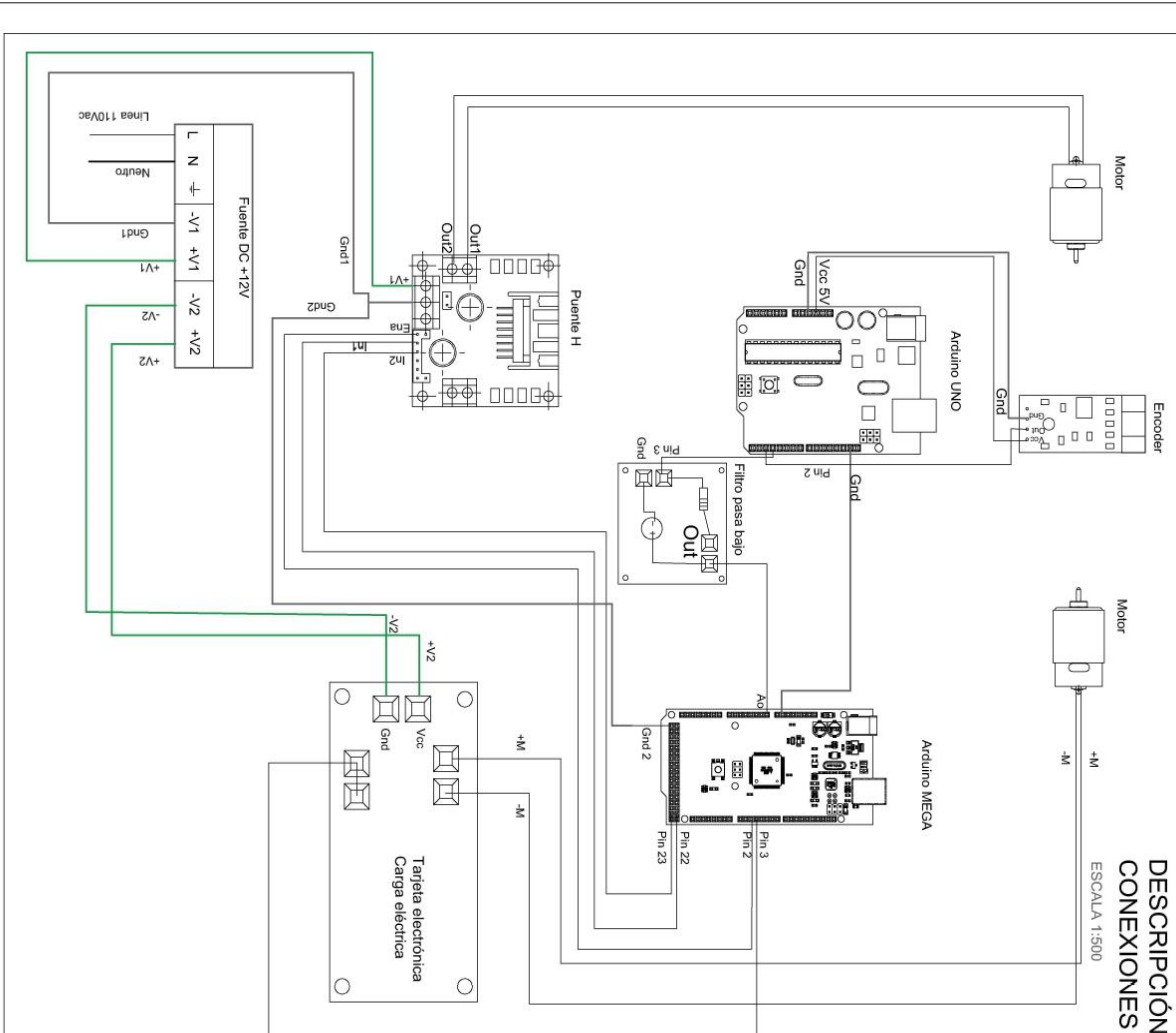 DESCRIPCIÓN
CONEXIONES
ESCALA 1:500
Linea 110Vac
Neutro
L
N
-V1
+V1
-V2
+V2
Fuente DC +12V
Gnd1
+V1
-V2
+V2
Gnd1
Gnd2
Out2
Out1
+V1
Ena
In1
In2
Puente H
Motor
Gnd
Vcc 5V
Arduino UNO
Gnd
Gnd
Out
Vcc
Encoder
Pin 2
Pin 3
Gnd
Gnd
Filtro pasa bajo
Out
Motor
+M
-M
Ao
Gnd 2
Arduino MEGA
Pin 22
Pin 23
Pin 3
Pin 2
-V2
+V2
Gnd
Vcc
+M
-M
Tarjeta electrónica
Carga eléctrica